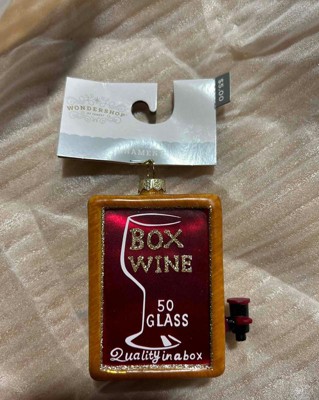 WONDERSHOP
$5.00
BOX
WINE
50
GLASS
Quality in a box